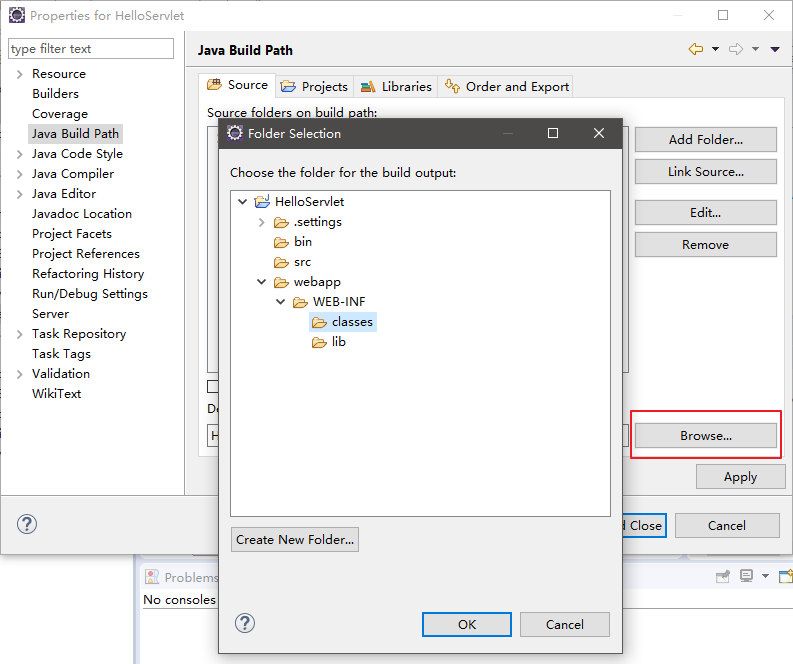 Properties for HelloServlet
type filter text
Resource
Builders
Coverage
Java Build Path
Java Code Style
Java Compiler
Java Editor
Javadoc Location
Project Facets
Project References
Refactoring History
Run/Debug Settings
Server
Task Repository
Task Tags
Validation
WikiText
Java Build Path
Source
Projects
Libraries
Order and Export
Source folders on build path:
Add Folder...
Link Source...
Edit...
Remove
Browse...
Apply
Close
Cancel
Folder Selection
Choose the folder for the build output:
HelloServlet
.settings
bin
src
webapp
WEB-INF
classes
lib
Create New Folder...
OK
Cancel
Problems
No consoles